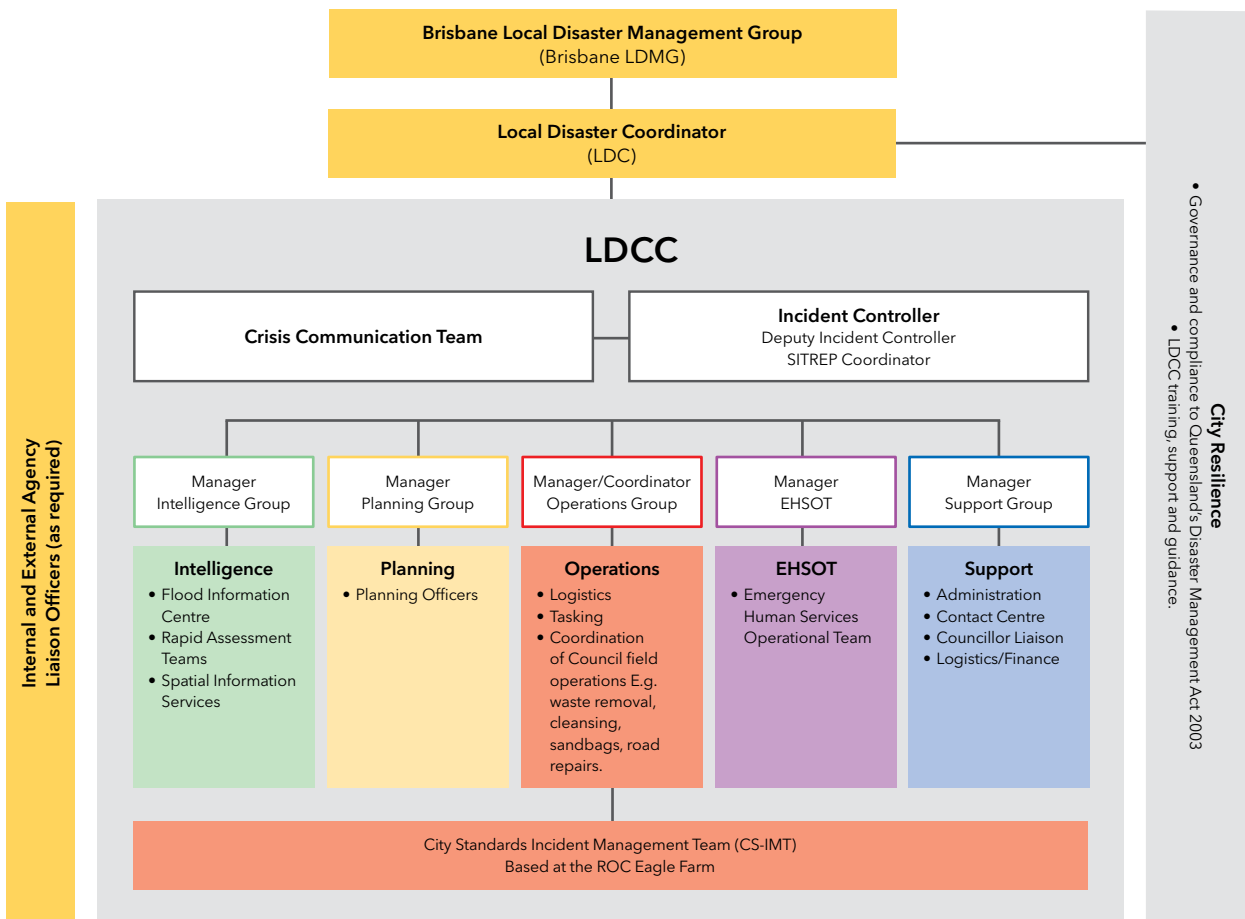 Brisbane Local Disaster Management Group
(Brisbane LDMG)
Local Disaster Coordinator
(LDC)
Internal and External Agency
Liaison Officers (as required)
LDCC
Crisis Communication Team
Incident Controller
Deputy Incident Controller
SITREP Coordinator
Manager
Intelligence Group
Manager
Planning Group
Manager/Coordinator
Operations Group
Manager
EHSOT
Manager
Support Group
Intelligence
• Flood Information
Centre
• Rapid Assessment
Teams
• Spatial Information
Services
Planning
• Planning Officers
Operations
• Logistics
• Tasking
• Coordination
of Council field
operations E.g.
waste removal,
cleansing,
sandbags, road
repairs.
EHSOT
• Emergency
Human Services
Operational Team
Support
• Administration
• Contact Centre
• Councillor Liaison
• Logistics/Finance
City Standards Incident Management Team (CS-IMT)
Based at the ROC Eagle Farm
City Resilience
• Governance and compliance to Queensland's Disaster Management Act 2003
• LDCC training, support and guidance.